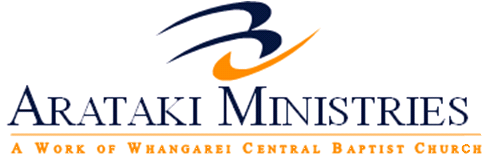 ARATAKI MINISTRIES
A WORK OF WHANGAREI CENTRAL BAPTIST CHURCH